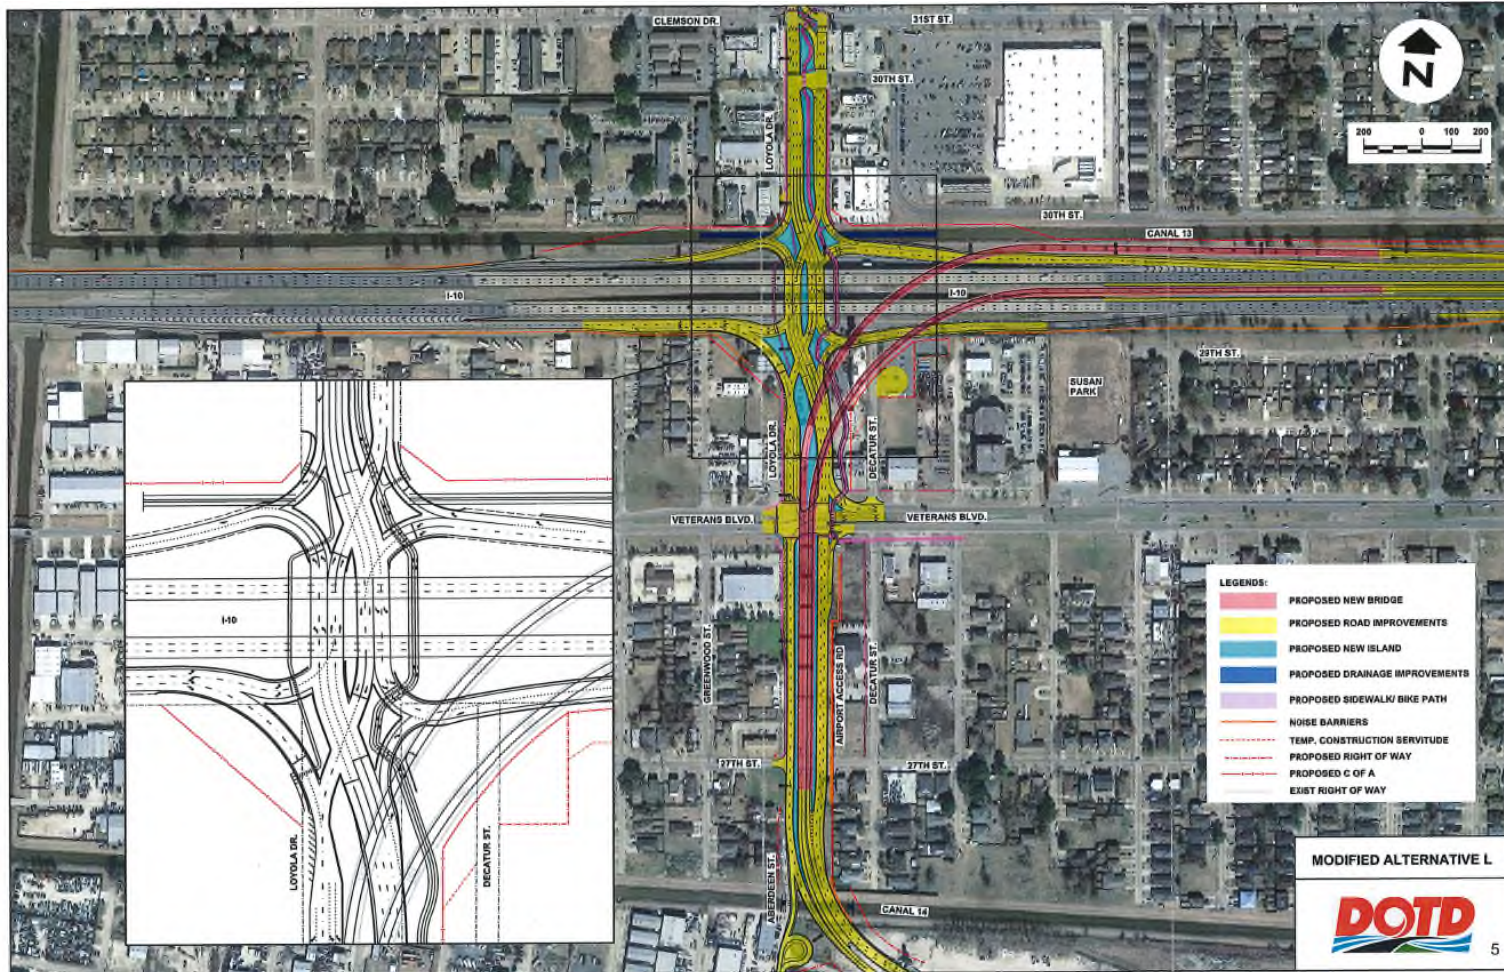 CLEMSON DR.
31ST ST.
30TH ST.
LOYOLA DR.
N
200 0 100 200
30TH ST.
CANAL 13
I-10
I-10
29TH ST.
SUSAN
PARK
LOYOLA DR.
DECATUR ST.
VETERANS BLVD.
VETERANS BLVD.
I-10
LOYOLA DR.
DECATUR ST.
GREENWOOD ST.
AIRPORT ACCESS RD
DECATUR ST.
27TH ST.
27TH ST.
ABERDEEN ST.
CANAL 14
LEGENDS:
PROPOSED NEW BRIDGE
PROPOSED ROAD IMPROVEMENTS
PROPOSED NEW ISLAND
PROPOSED DRAINAGE IMPROVEMENTS
PROPOSED SIDEWALK/ BIKE PATH
NOISE BARRIERS
TEMP. CONSTRUCTION SERVITUDE
PROPOSED RIGHT OF WAY
PROPOSED C OF A
EXIST RIGHT OF WAY
MODIFIED ALTERNATIVE L
DOTD
5